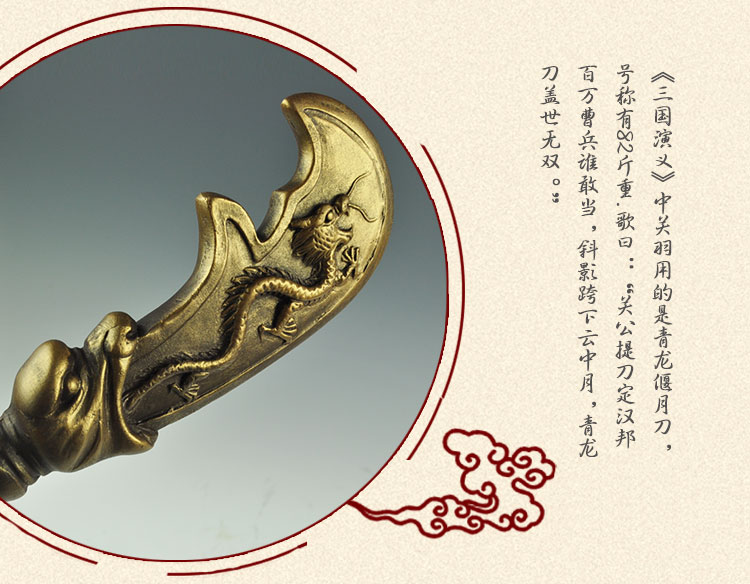 《三国演义》中关羽用的是青龙偃月刀，
号称有82斤重.歌曰：“关公提刀定汉邦
百万曹兵谁敢当，斜影跨下云中月，青龙
刀盖世无双。”